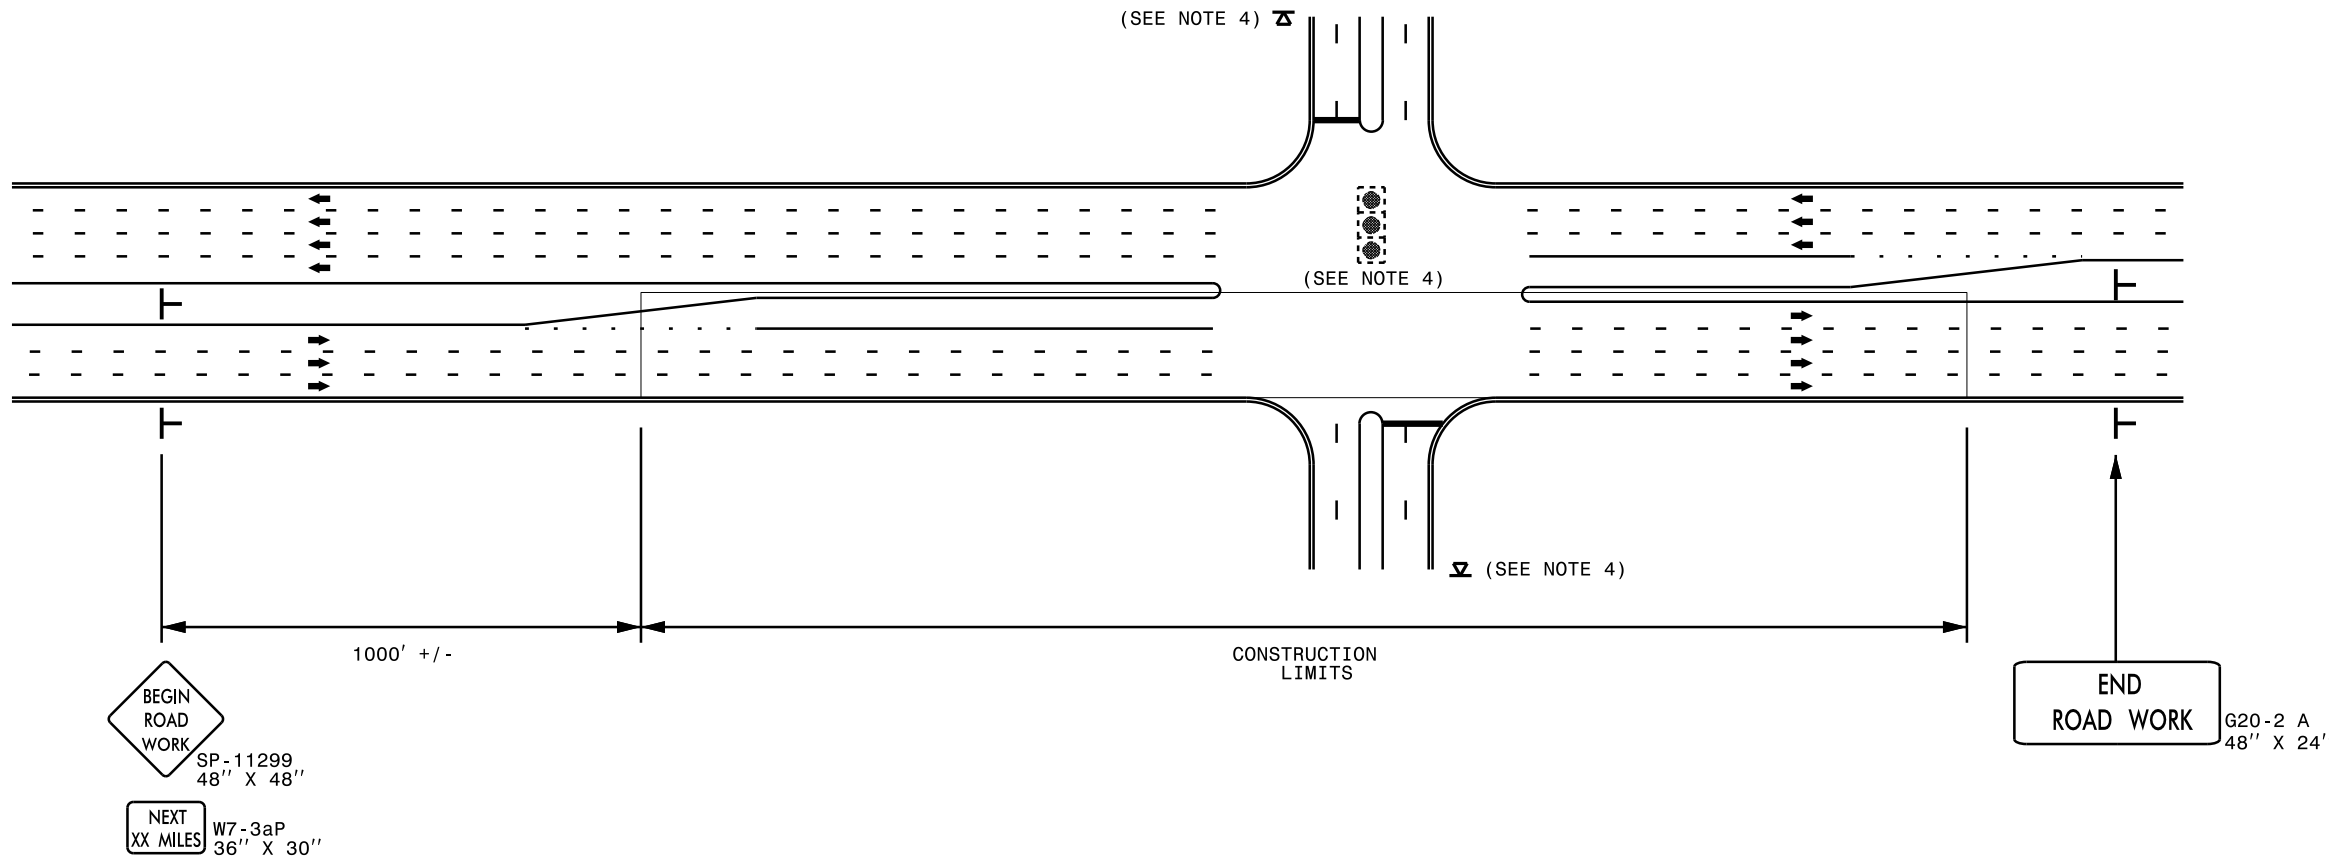 (SEE NOTE 4)
(SEE NOTE 4)
(SEE NOTE 4)
1000' +/-
CONSTRUCTION
LIMITS
BEGIN
ROAD
WORK
SP-11299
48'' X 48''
NEXT
XX MILES
W7-3aP
36'' X 30''
END
ROAD WORK
G20-2 A
48'' X 24'